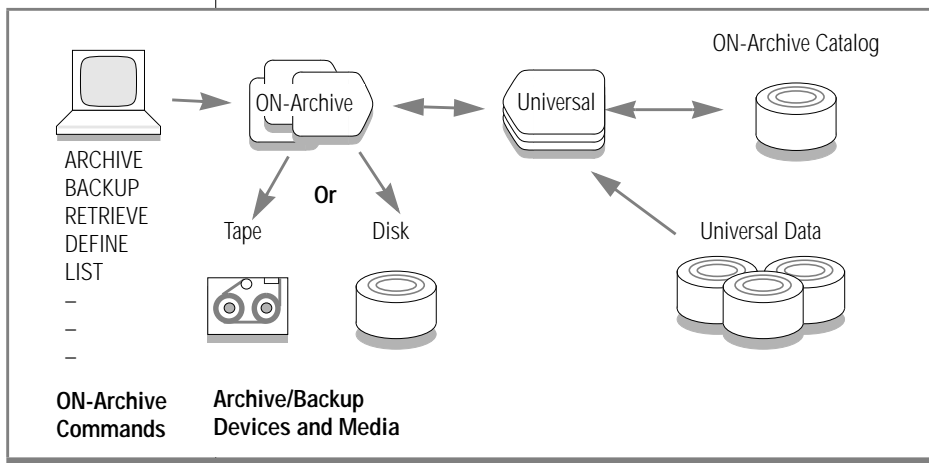 ON-Archive Catalog
ON-Archive
Universal
ARCHIVE
BACKUP
RETRIEVE
DEFINE
LIST
–
–
–
Or
Tape
Disk
Universal Data
ON-Archive
Commands
Archive/Backup
Devices and Media